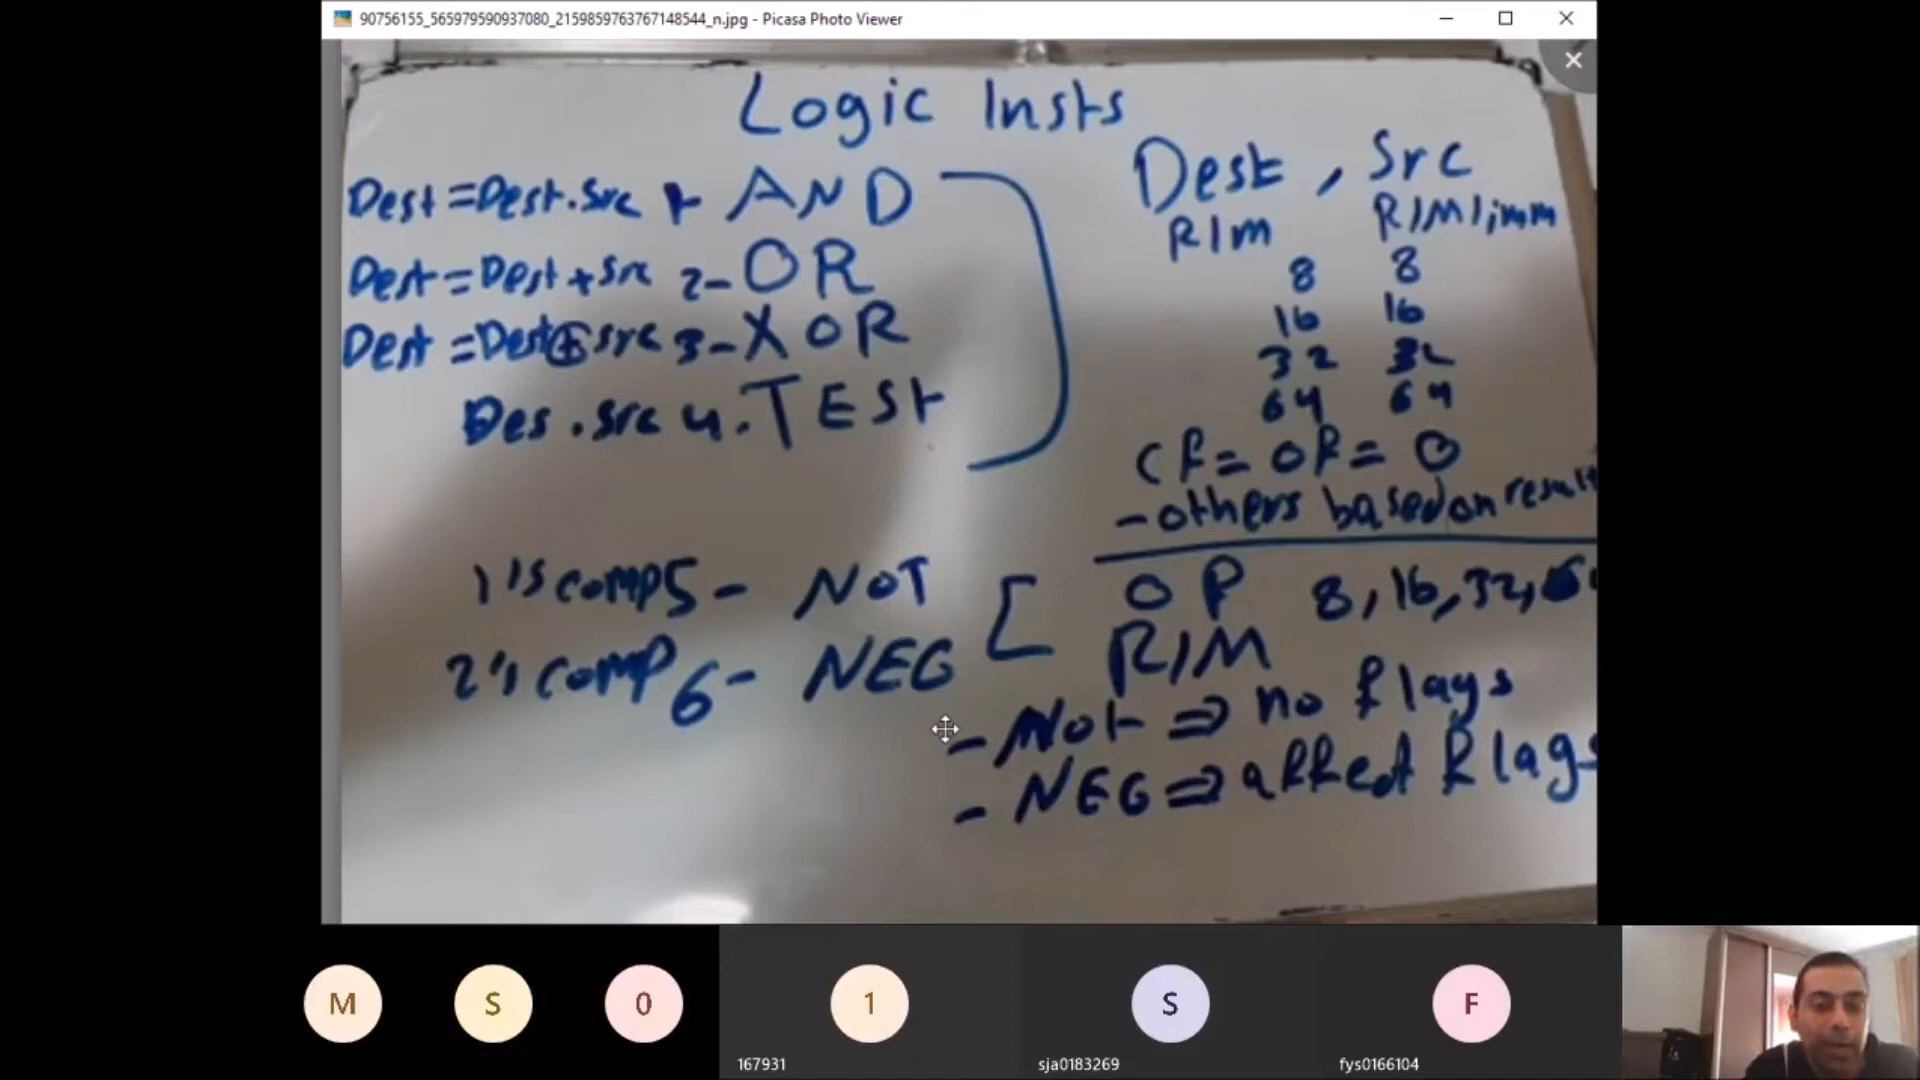 90756155_565979590937080_2159859763767148544_n.jpg - Picasa Photo Viewer
Logic Insts
Dest = Dest.Src 1- AND
Dest = Dest + Src 2- OR
Dest = Dest ⊕ Src 3- XOR
Des . Src 4. TEST
Dest , Src
R/M R/M/imm
8 8
16 16
32 32
64 64
CF = OF = 0
- others based on result
1's comp 5- NOT
2's comp 6- NEG
OP 8, 16, 32, 64
R/M
- Not ⇒ no flags
- NEG ⇒ affect flags
M S 0 1 S F
167931 sja0183269 fys0166104